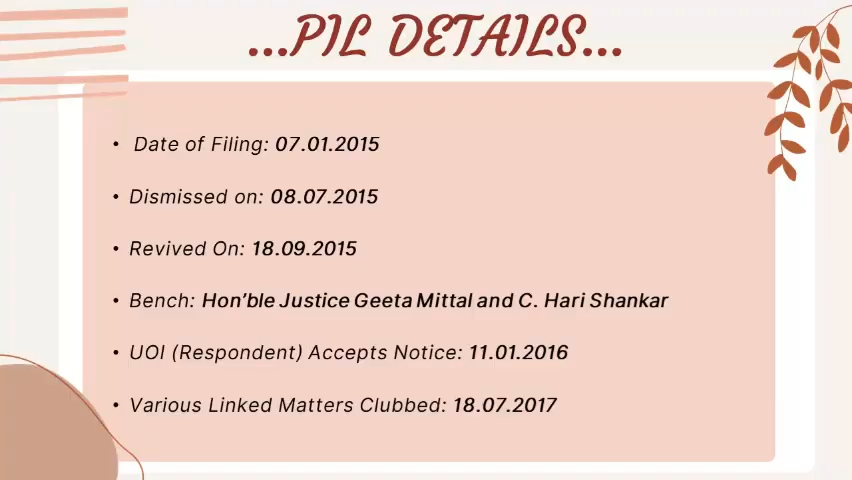 ...PIL DETAILS...
• Date of Filing: 07.01.2015
• Dismissed on: 08.07.2015
• Revived On: 18.09.2015
• Bench: Hon’ble Justice Geeta Mittal and C. Hari Shankar
• UOI (Respondent) Accepts Notice: 11.01.2016
• Various Linked Matters Clubbed: 18.07.2017